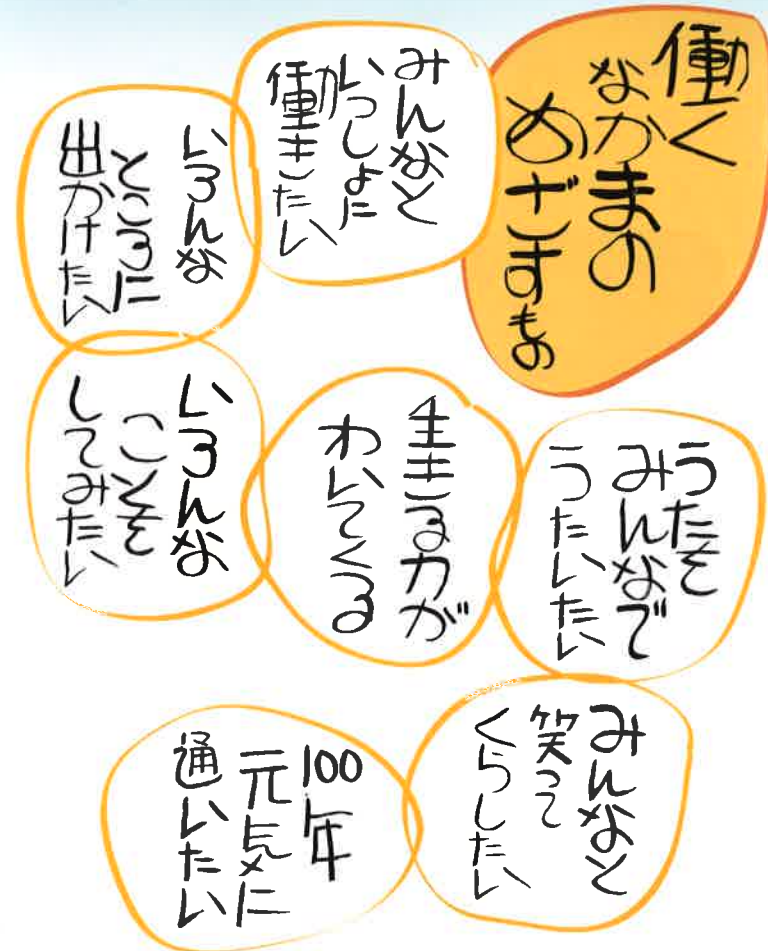 働く
なかまの
めざすもの
みんなと
いっしょに
働きたい
いろんな
ところに
出かけたい
いろんな
ことを
してみたい
生きる力が
わいてくる
うたを
みんなで
うたいたい
みんなと
笑って
くらしたい
100年
元気に
通いたい